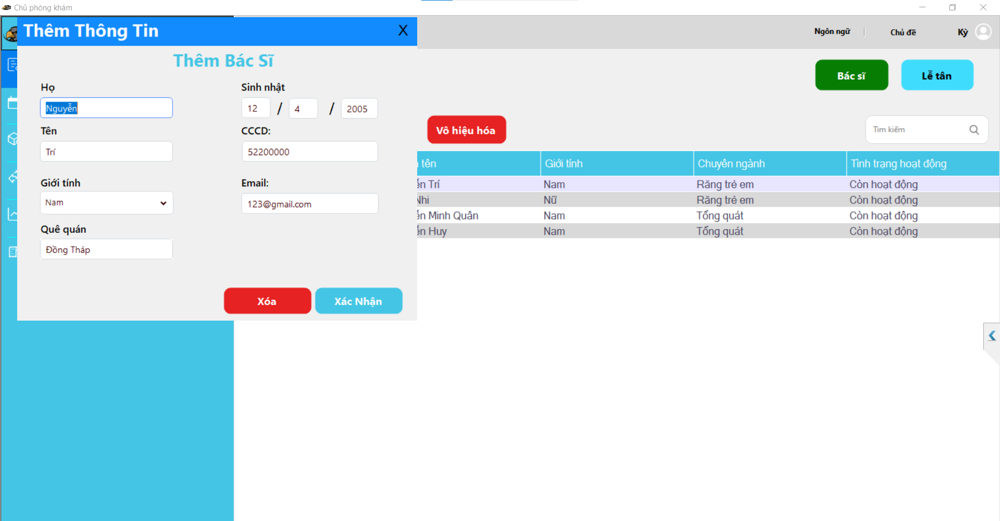 Chủ phòng khám
Thêm Thông Tin
X
Ngôn ngữ
Chủ đề
Kỳ
Thêm Bác Sĩ
Bác sĩ
Lễ tân
Họ
Sinh nhật
Nguyễn
12 / 4 / 2005
Tên
CCCD:
Trí
52200000
Vô hiệu hóa
Tìm kiếm
Giới tính
Email:
Nam
123@gmail.com
Quê quán
Đồng Tháp
Xóa
Xác Nhận
tên Giới tính Chuyên ngành Tình trạng hoạt động
Trí Nam Răng trẻ em Còn hoạt động
Nhi Nữ Răng trẻ em Còn hoạt động
Minh Quân Nam Tổng quát Còn hoạt động
Huy Nam Tổng quát Còn hoạt động